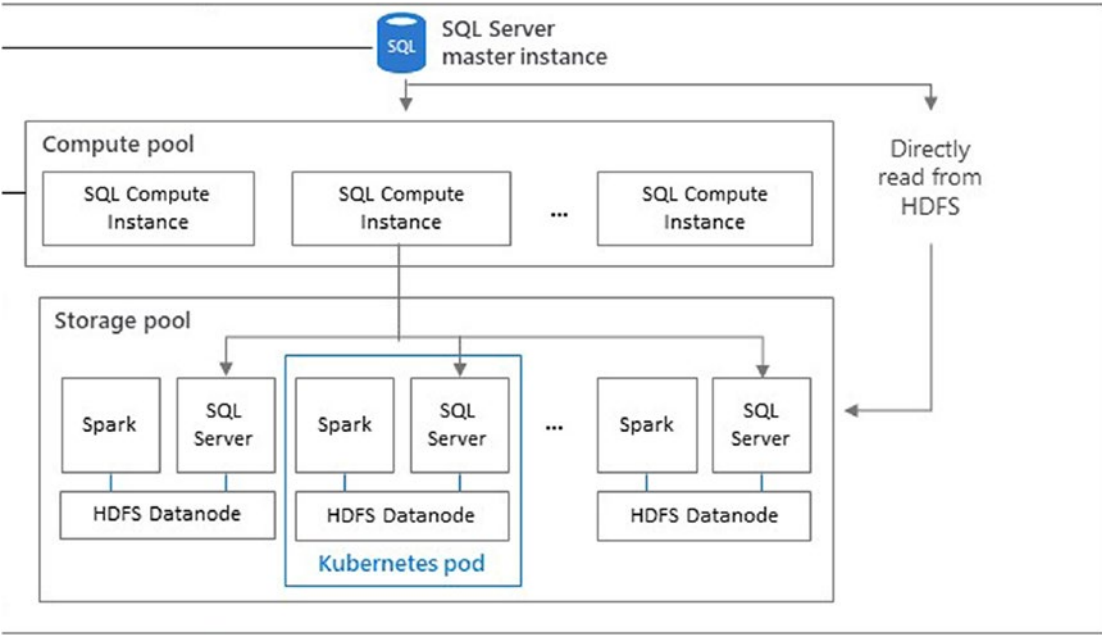 SQL
SQL Server
master instance
Compute pool
SQL Compute
Instance
SQL Compute
Instance
...
SQL Compute
Instance
Directly
read from
HDFS
Storage pool
Spark
SQL
Server
HDFS Datanode
Spark
SQL
Server
HDFS Datanode
Kubernetes pod
...
Spark
SQL
Server
HDFS Datanode